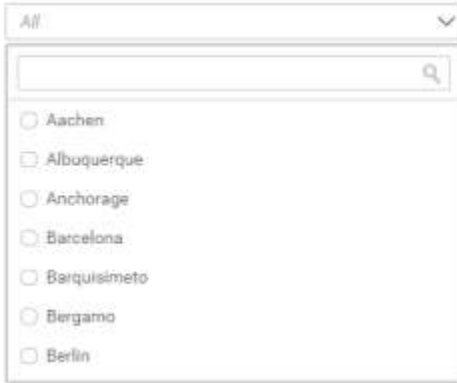 All
Aachen
Albuquerque
Anchorage
Barcelona
Barquisimeto
Bergamo
Berlin